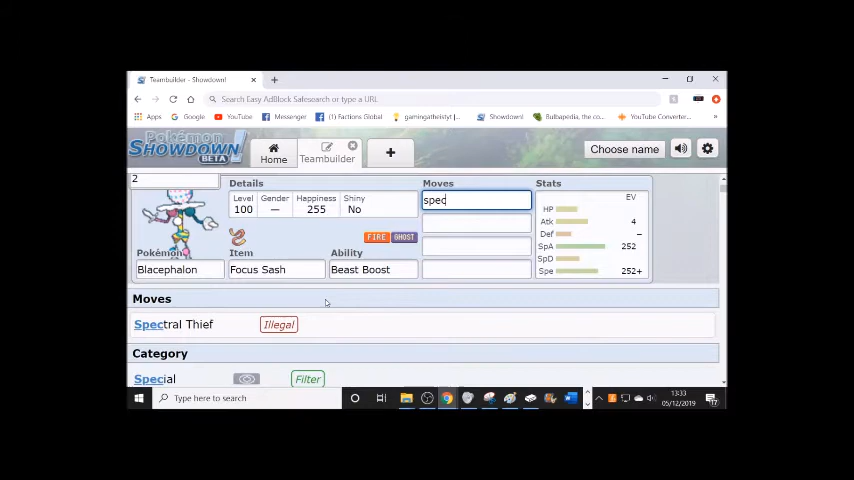 Teambuilder - Showdown!
Search Easy AdBlock Safesearch or type a URL
Apps Google YouTube Messenger (I) Factions Global gamingatheistyt |... Showdown! Bulbapedia, the co... YouTube Converter...
Pokémon
SHOWDOWN!
BETA
Home
Teambuilder
Choose name
2
Details
Moves
Stats
Level Gender Happiness Shiny
100 — 255 No
spec
EV
HP
Atk 4
Def –
SpA 252
SpD
Spe 252+
FIRE GHOST
Pokémon Item Ability
Blacephalon Focus Sash Beast Boost
Moves
Spectral Thief Illegal
Category
Special Filter
Type here to search
13:33
05/12/2019
17